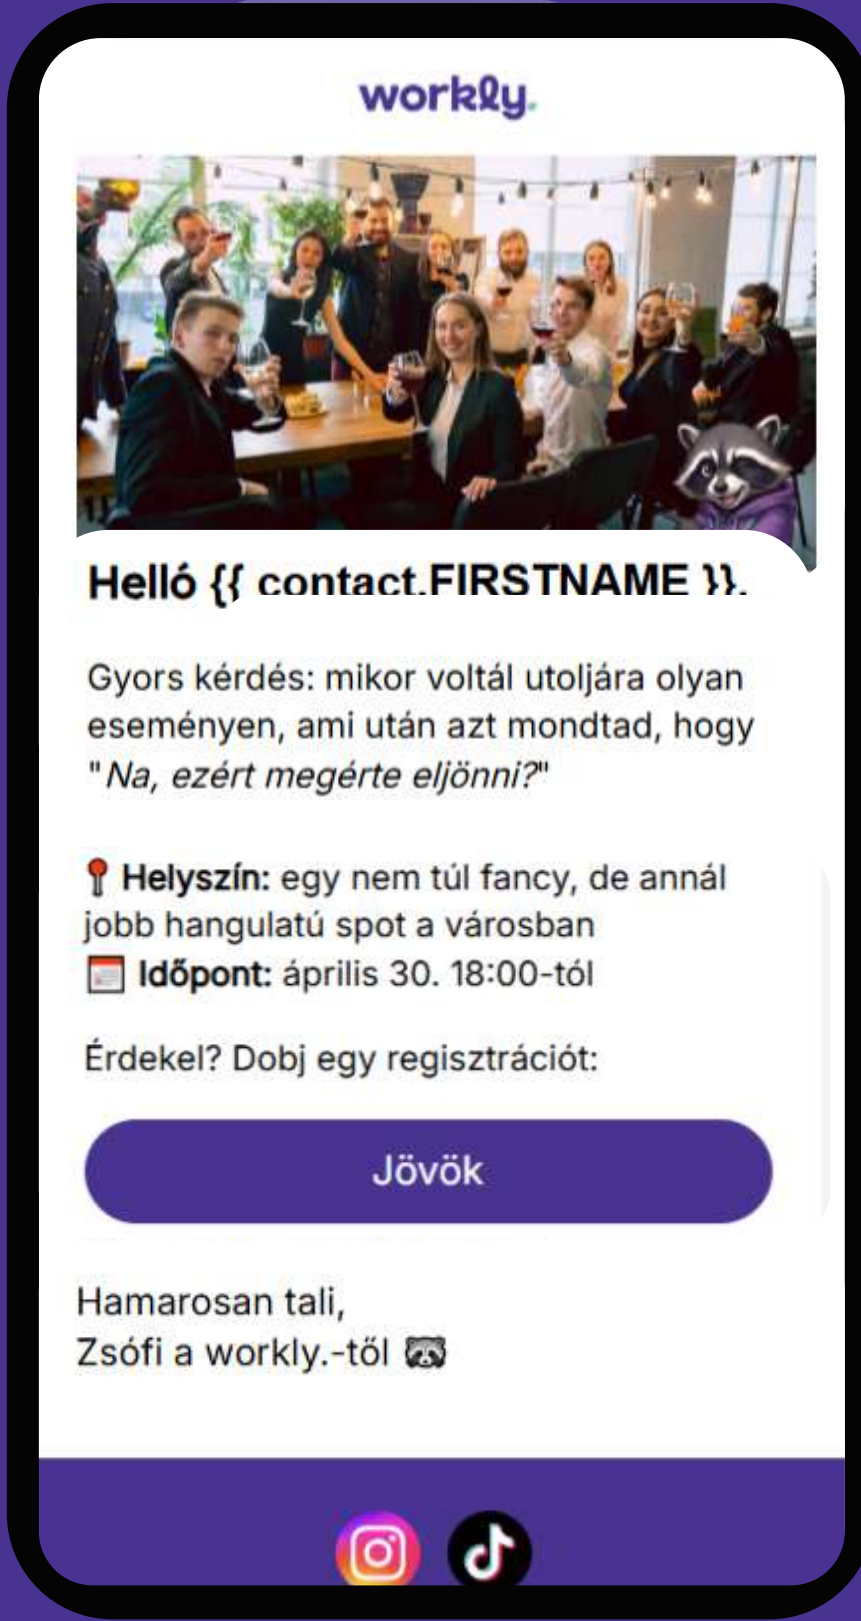 workly.
Helló {{ contact.FIRSTNAME }}.
Gyors kérdés: mikor voltál utoljára olyan
eseményen, ami után azt mondtad, hogy
"Na, ezért megérte eljönni?"
📍 Helyszín: egy nem túl fancy, de annál
jobb hangulatú spot a városban
📅 Időpont: április 30. 18:00-tól
Érdekel? Dobj egy regisztrációt:
Jövök
Hamarosan tali,
Zsófi a workly.-től 🦝